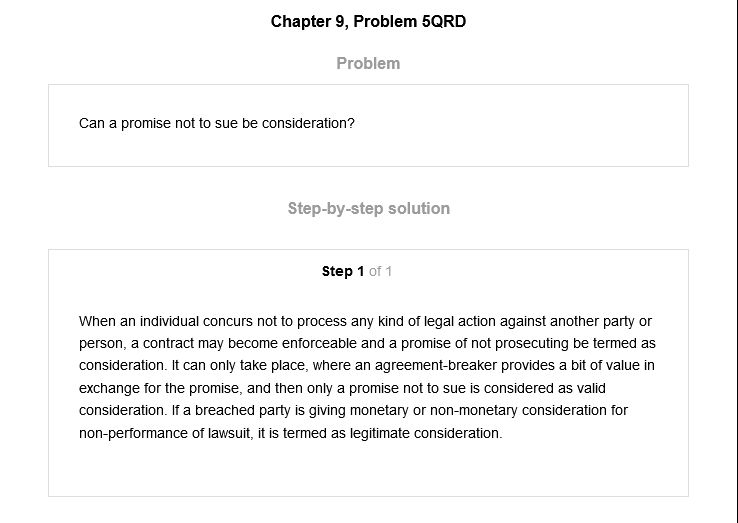 Chapter 9, Problem 5QRD
Problem
Can a promise not to sue be consideration?
Step-by-step solution
Step 1 of 1
When an individual concurs not to process any kind of legal action against another party or
person, a contract may become enforceable and a promise of not prosecuting be termed as
consideration. It can only take place, where an agreement-breaker provides a bit of value in
exchange for the promise, and then only a promise not to sue is considered as valid
consideration. If a breached party is giving monetary or non-monetary consideration for
non-performance of lawsuit, it is termed as legitimate consideration.